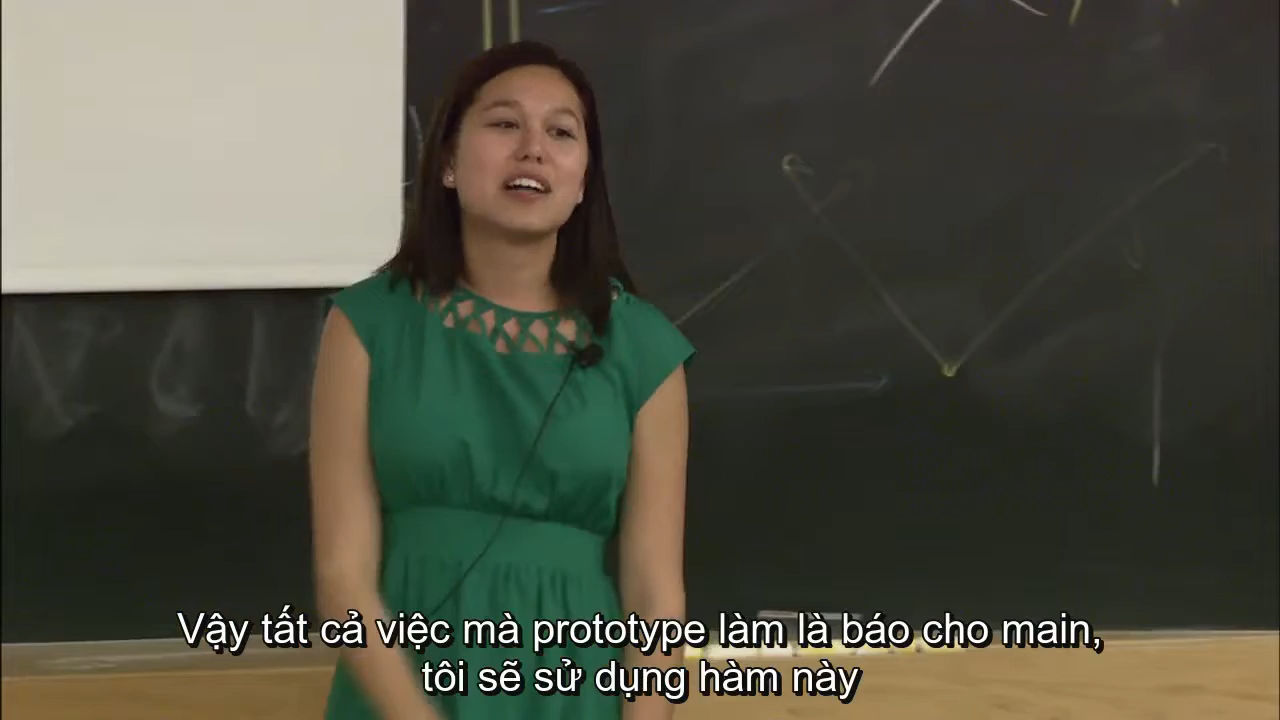 Vậy tất cả việc mà prototype làm là báo cho main,
tôi sẽ sử dụng hàm này